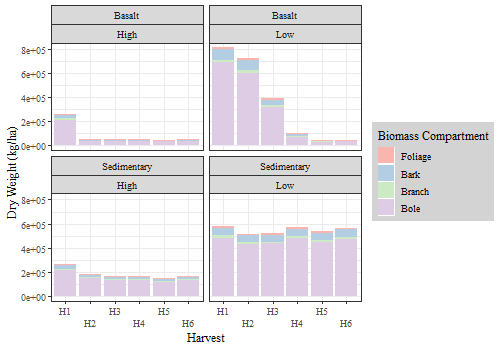 Basalt
Basalt
High
Low
8e+05
6e+05
4e+05
2e+05
0e+00
Sedimentary
Sedimentary
High
Low
8e+05
6e+05
4e+05
2e+05
0e+00
Dry Weight (kg/ha)
H1
H2
H3
H4
H5
H6
H1
H2
H3
H4
H5
H6
Harvest
Biomass Compartment
Foliage
Bark
Branch
Bole